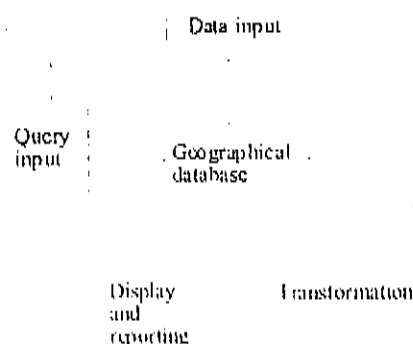 Data input
Query
input
Geographical
database
Display
and
reporting
Transformation